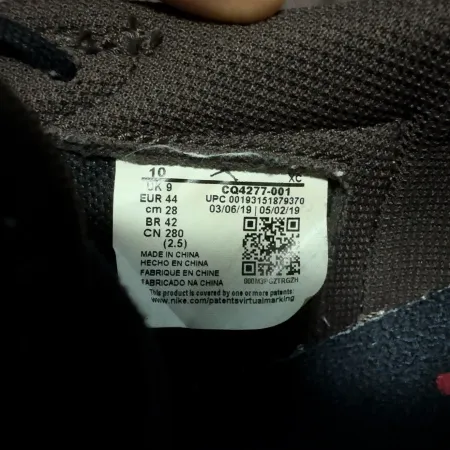 10 XC
UK 9
EUR 44
cm 28
BR 42
CN 280
(2.5)
CQ4277-001
UPC 00193151879370
03/06/19 | 05/02/19
MADE IN CHINA
HECHO EN CHINA
FABRIQUE EN CHINE
FABRICADO NA CHINA
This product is covered by one or more patents
www.nike.com/patentsvirtualmarking